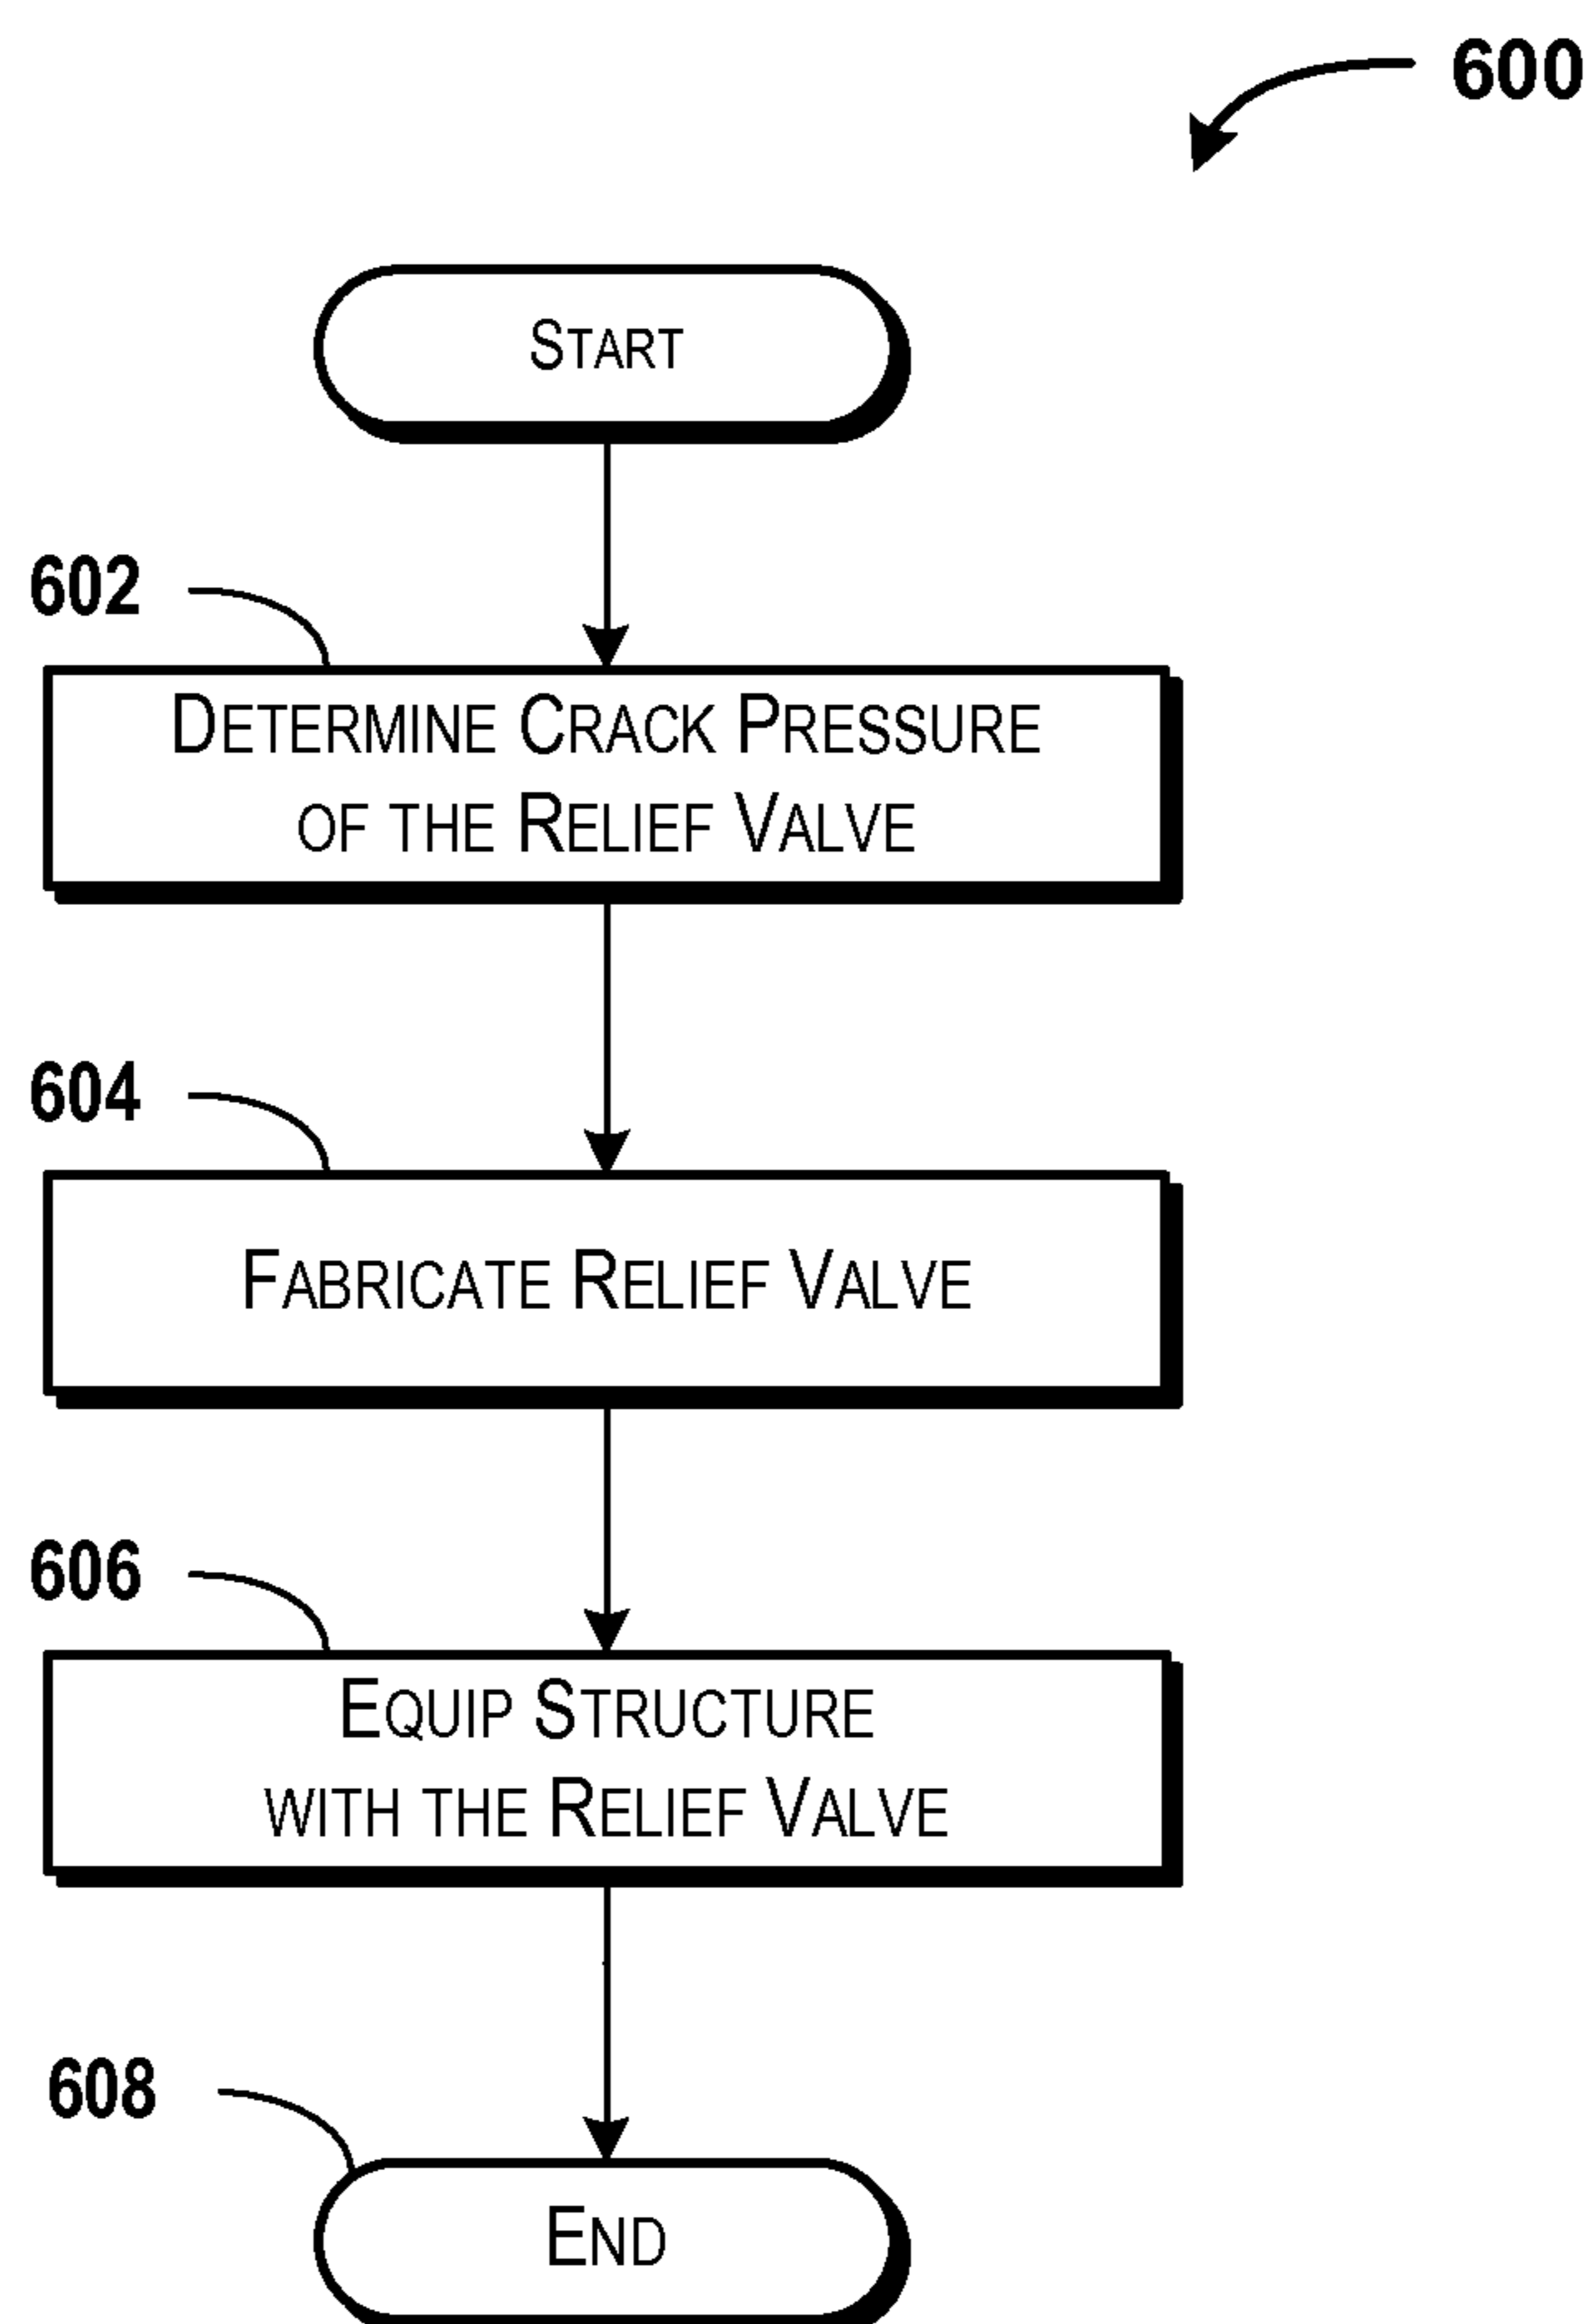 600
START
602
DETERMINE CRACK PRESSURE
OF THE RELIEF VALVE
604
FABRICATE RELIEF VALVE
606
EQUIP STRUCTURE
WITH THE RELIEF VALVE
608
END